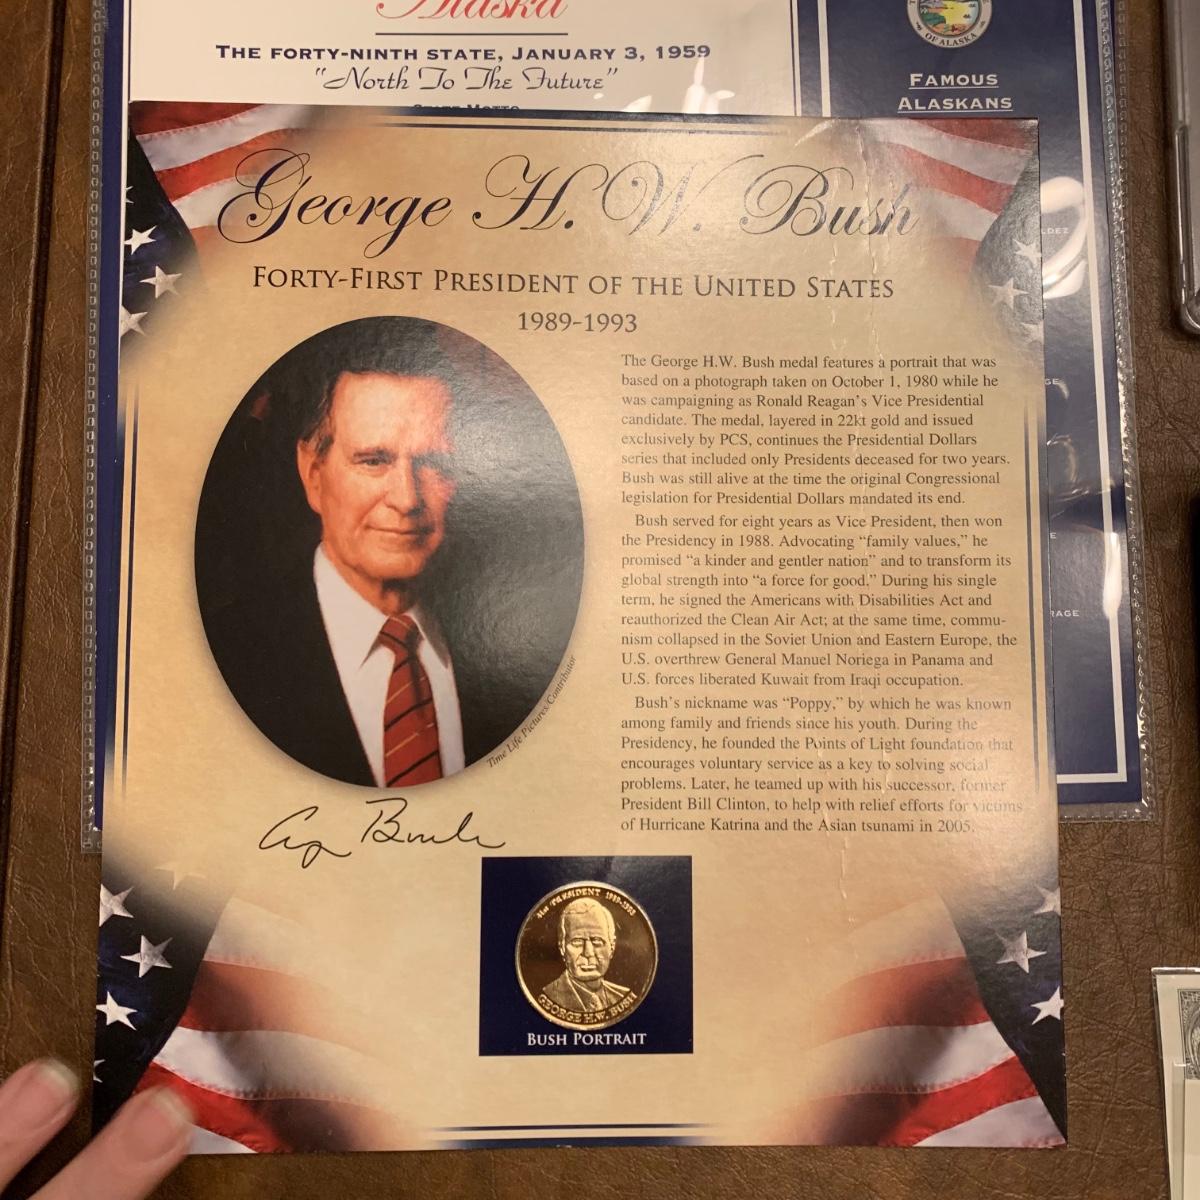 Alaska
THE FORTY-NINTH STATE, JANUARY 3, 1959
"North To The Future"
STATE MOTTO
OF ALASKA
FAMOUS
ALASKANS
George H. W. Bush
FORTY-FIRST PRESIDENT OF THE UNITED STATES
1989-1993
The George H.W. Bush medal features a portrait that was
based on a photograph taken on October 1, 1980 while he
was campaigning as Ronald Reagan's Vice Presidential
candidate. The medal, layered in 22kt gold and issued
exclusively by PCS, continues the Presidential Dollars
series that included only Presidents deceased for two years.
Bush was still alive at the time the original Congressional
legislation for Presidential Dollars mandated its end.
Bush served for eight years as Vice President, then won
the Presidency in 1988. Advocating "family values," he
promised "a kinder and gentler nation" and to transform its
global strength into "a force for good." During his single
term, he signed the Americans with Disabilities Act and
reauthorized the Clean Air Act; at the same time, commu-
nism collapsed in the Soviet Union and Eastern Europe, the
U.S. overthrew General Manuel Noriega in Panama and
U.S. forces liberated Kuwait from Iraqi occupation.
Bush's nickname was "Poppy," by which he was known
among family and friends since his youth. During the
Presidency, he founded the Points of Light foundation that
encourages voluntary service as a key to solving social
problems. Later, he teamed up with his successor, former
President Bill Clinton, to help with relief efforts for victims
of Hurricane Katrina and the Asian tsunami in 2005.
Time Life Pictures/Contributor
G Bush
41st PRESIDENT 1989-1993
GEORGE H.W. BUSH
BUSH PORTRAIT